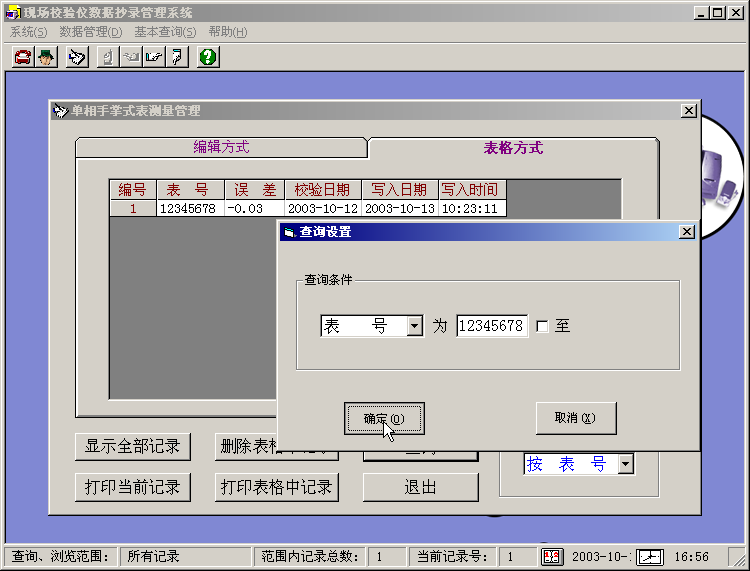 现场校验仪数据抄录管理系统
系统(S) 数据管理(D) 基本查询(S) 帮助(H)
单相手掌式表测量管理
编辑方式 表格方式
编号 表 号 误 差 校验日期 写入日期 写入时间
1 12345678 -0.03 2003-10-12 2003-10-13 10:23:11
查询设置
查询条件
表 号 为 12345678 至
确定(O) 取消(X)
显示全部记录 删除表格
按 表 号
打印当前记录 打印表格中记录 退出
查询、浏览范围: 所有记录 范围内记录总数: 1 当前记录号: 1 2003-10- 16:56